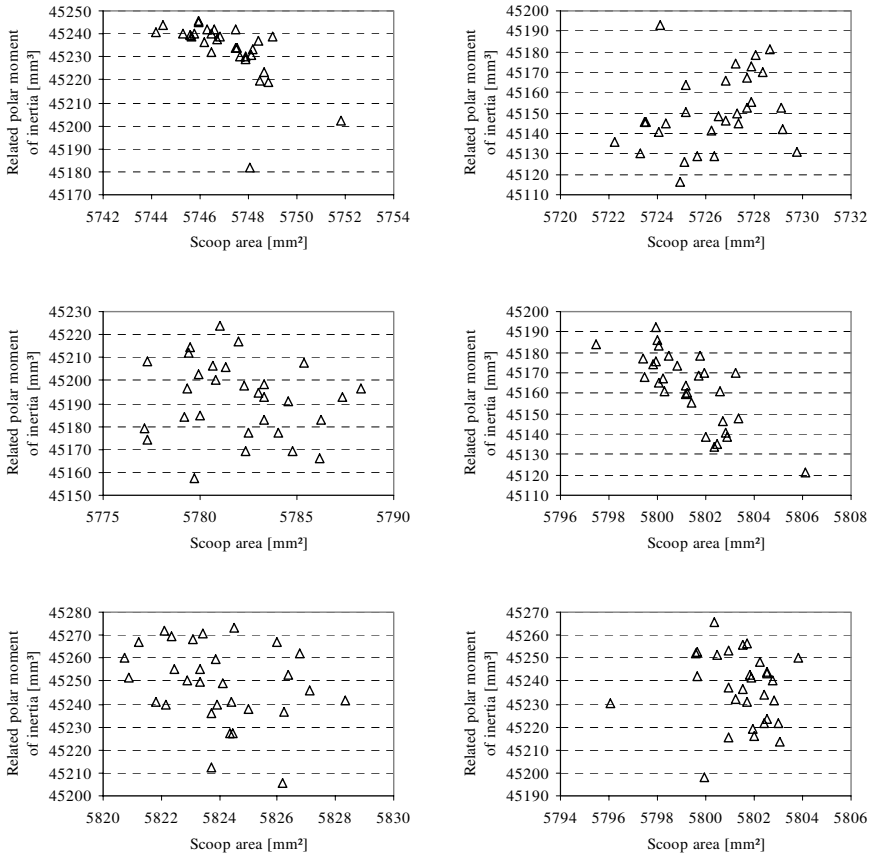 Related polar moment
of inertia [mm³]
45250
45240
45230
45220
45210
45200
45190
45180
45170
5742 5744 5746 5748 5750 5752 5754
Scoop area [mm²]
Related polar moment
of inertia [mm³]
45200
45190
45180
45170
45160
45150
45140
45130
45120
45110
5720 5722 5724 5726 5728 5730 5732
Scoop area [mm²]
Related polar moment
of inertia [mm³]
45230
45220
45210
45200
45190
45180
45170
45160
45150
5775 5780 5785 5790
Scoop area [mm²]
Related polar moment
of inertia [mm³]
45200
45190
45180
45170
45160
45150
45140
45130
45120
45110
5796 5798 5800 5802 5804 5806 5808
Scoop area [mm²]
Related polar moment
of inertia [mm³]
45280
45270
45260
45250
45240
45230
45220
45210
45200
5820 5822 5824 5826 5828 5830
Scoop area [mm²]
Related polar moment
of inertia [mm³]
45270
45260
45250
45240
45230
45220
45210
45200
45190
5794 5796 5798 5800 5802 5804 5806
Scoop area [mm²]